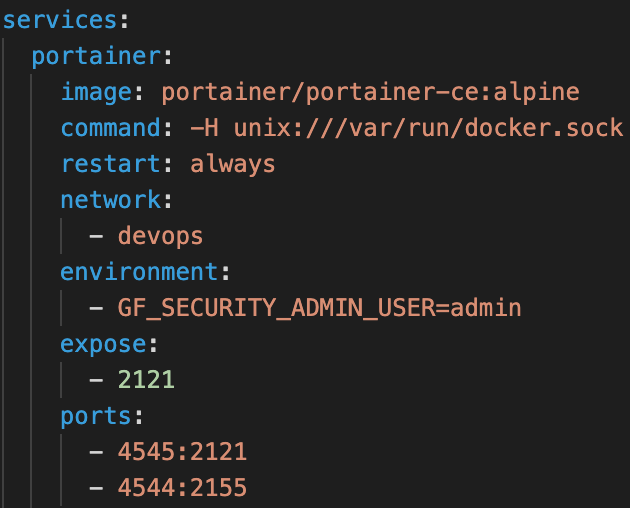 services:
  portainer:
    image: portainer/portainer-ce:alpine
    command: -H unix:///var/run/docker.sock
    restart: always
    network:
      - devops
    environment:
      - GF_SECURITY_ADMIN_USER=admin
    expose:
      - 2121
    ports:
      - 4545:2121
      - 4544:2155